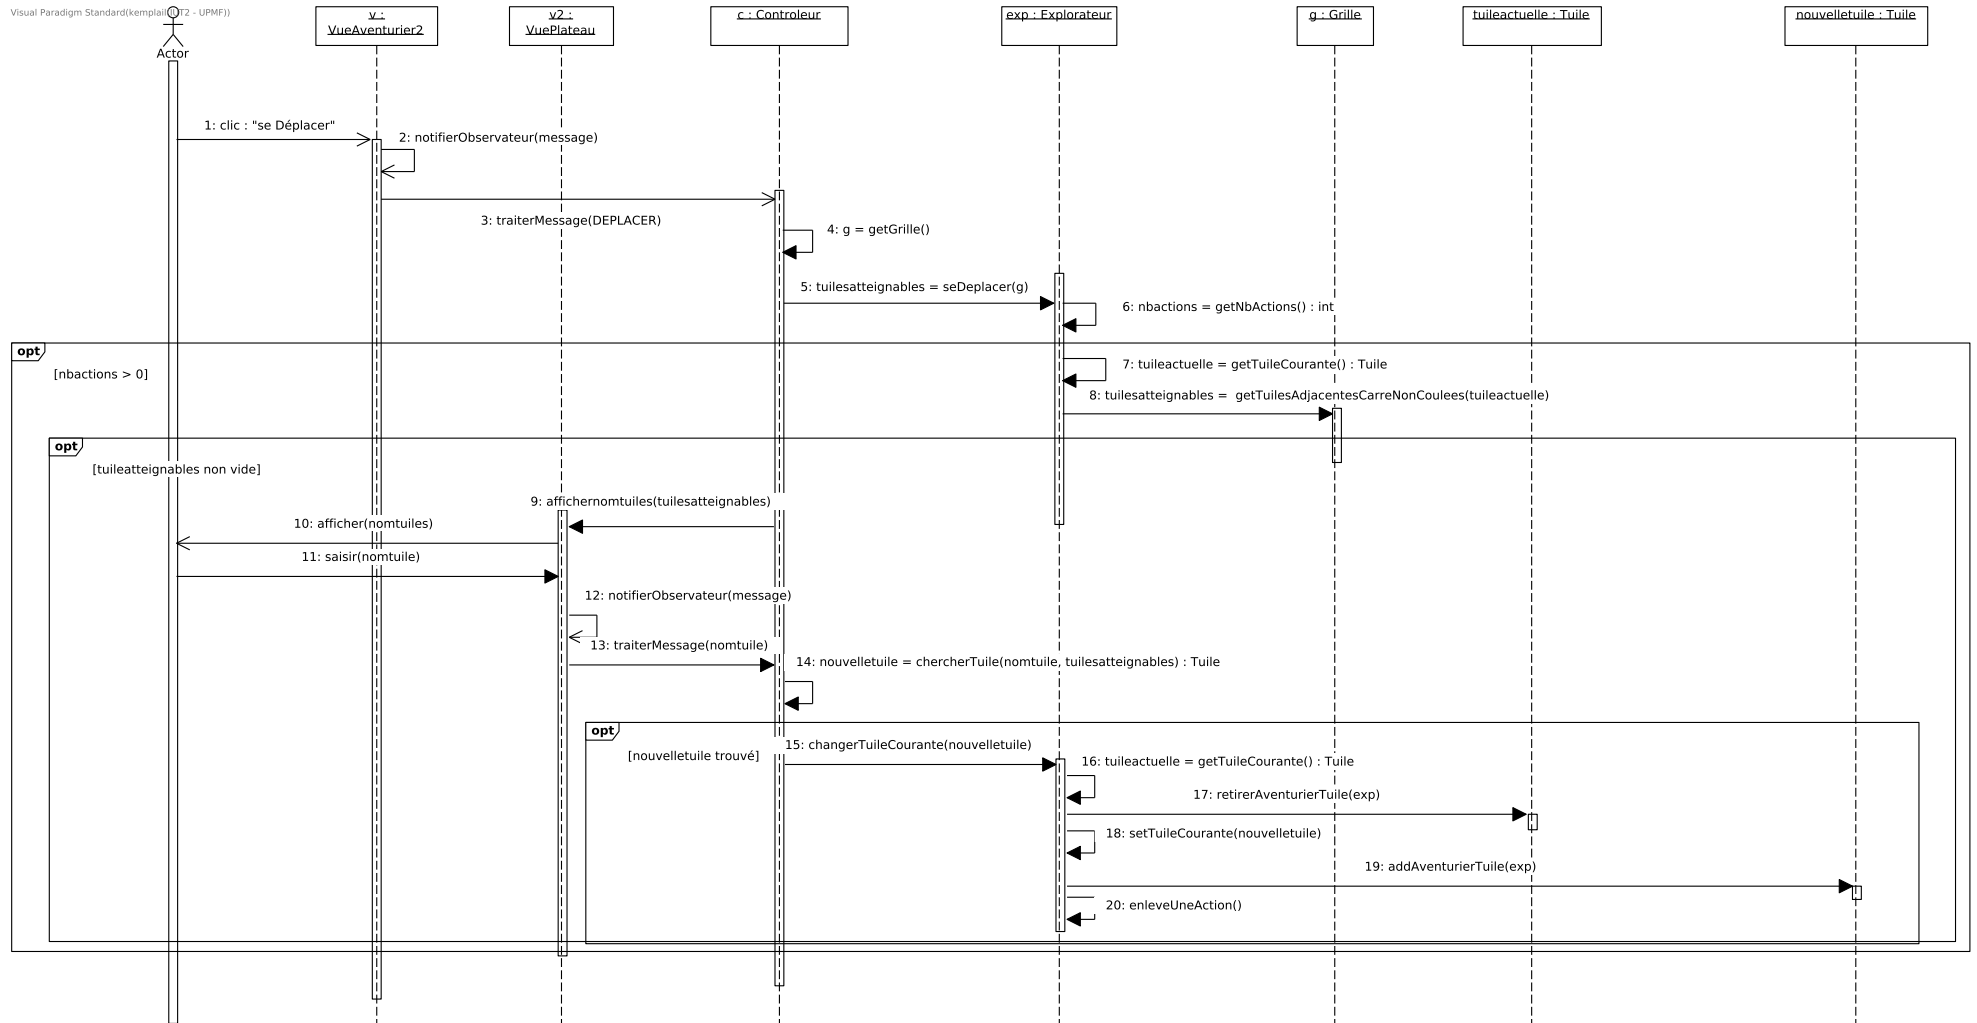 Visual Paradigm Standard(kemplail(IUT2 - UPMF))
Actor
v :
VueAventurier2
v2 :
VuePlateau
c : Controleur
exp : Explorateur
g : Grille
tuileactuelle : Tuile
nouvelletuile : Tuile
1: clic : "se Déplacer"
2: notifierObservateur(message)
3: traiterMessage(DEPLACER)
4: g = getGrille()
5: tuilesatteignables = seDeplacer(g)
6: nbactions = getNbActions() : int
opt
[nbactions > 0]
7: tuileactuelle = getTuileCourante() : Tuile
8: tuilesatteignables =  getTuilesAdjacentesCarreNonCoulees(tuileactuelle)
opt
[tuileatteignables non vide]
9: affichernomtuiles(tuilesatteignables)
10: afficher(nomtuiles)
11: saisir(nomtuile)
12: notifierObservateur(message)
13: traiterMessage(nomtuile)
14: nouvelletuile = chercherTuile(nomtuile, tuilesatteignables) : Tuile
opt
[nouvelletuile trouvé]
15: changerTuileCourante(nouvelletuile)
16: tuileactuelle = getTuileCourante() : Tuile
17: retirerAventurierTuile(exp)
18: setTuileCourante(nouvelletuile)
19: addAventurierTuile(exp)
20: enleveUneAction()